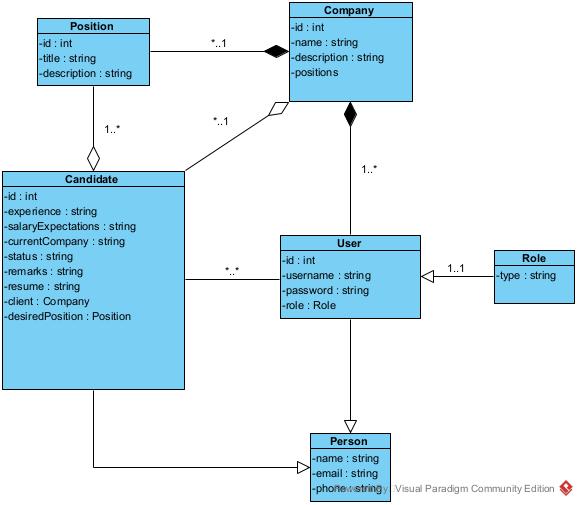 Position
-id : int
-title : string
-description : string
*..1
Company
-id : int
-name : string
-description : string
-positions
1..*
*..1
1..*
Candidate
-id : int
-experience : string
-salaryExpectations : string
-currentCompany : string
-status : string
-remarks : string
-resume : string
-client : Company
-desiredPosition : Position
*..*
User
-id : int
-username : string
-password : string
-role : Role
1..1
Role
-type : string
Person
-name : string
-email : string
-phone : string
Powered By Visual Paradigm Community Edition